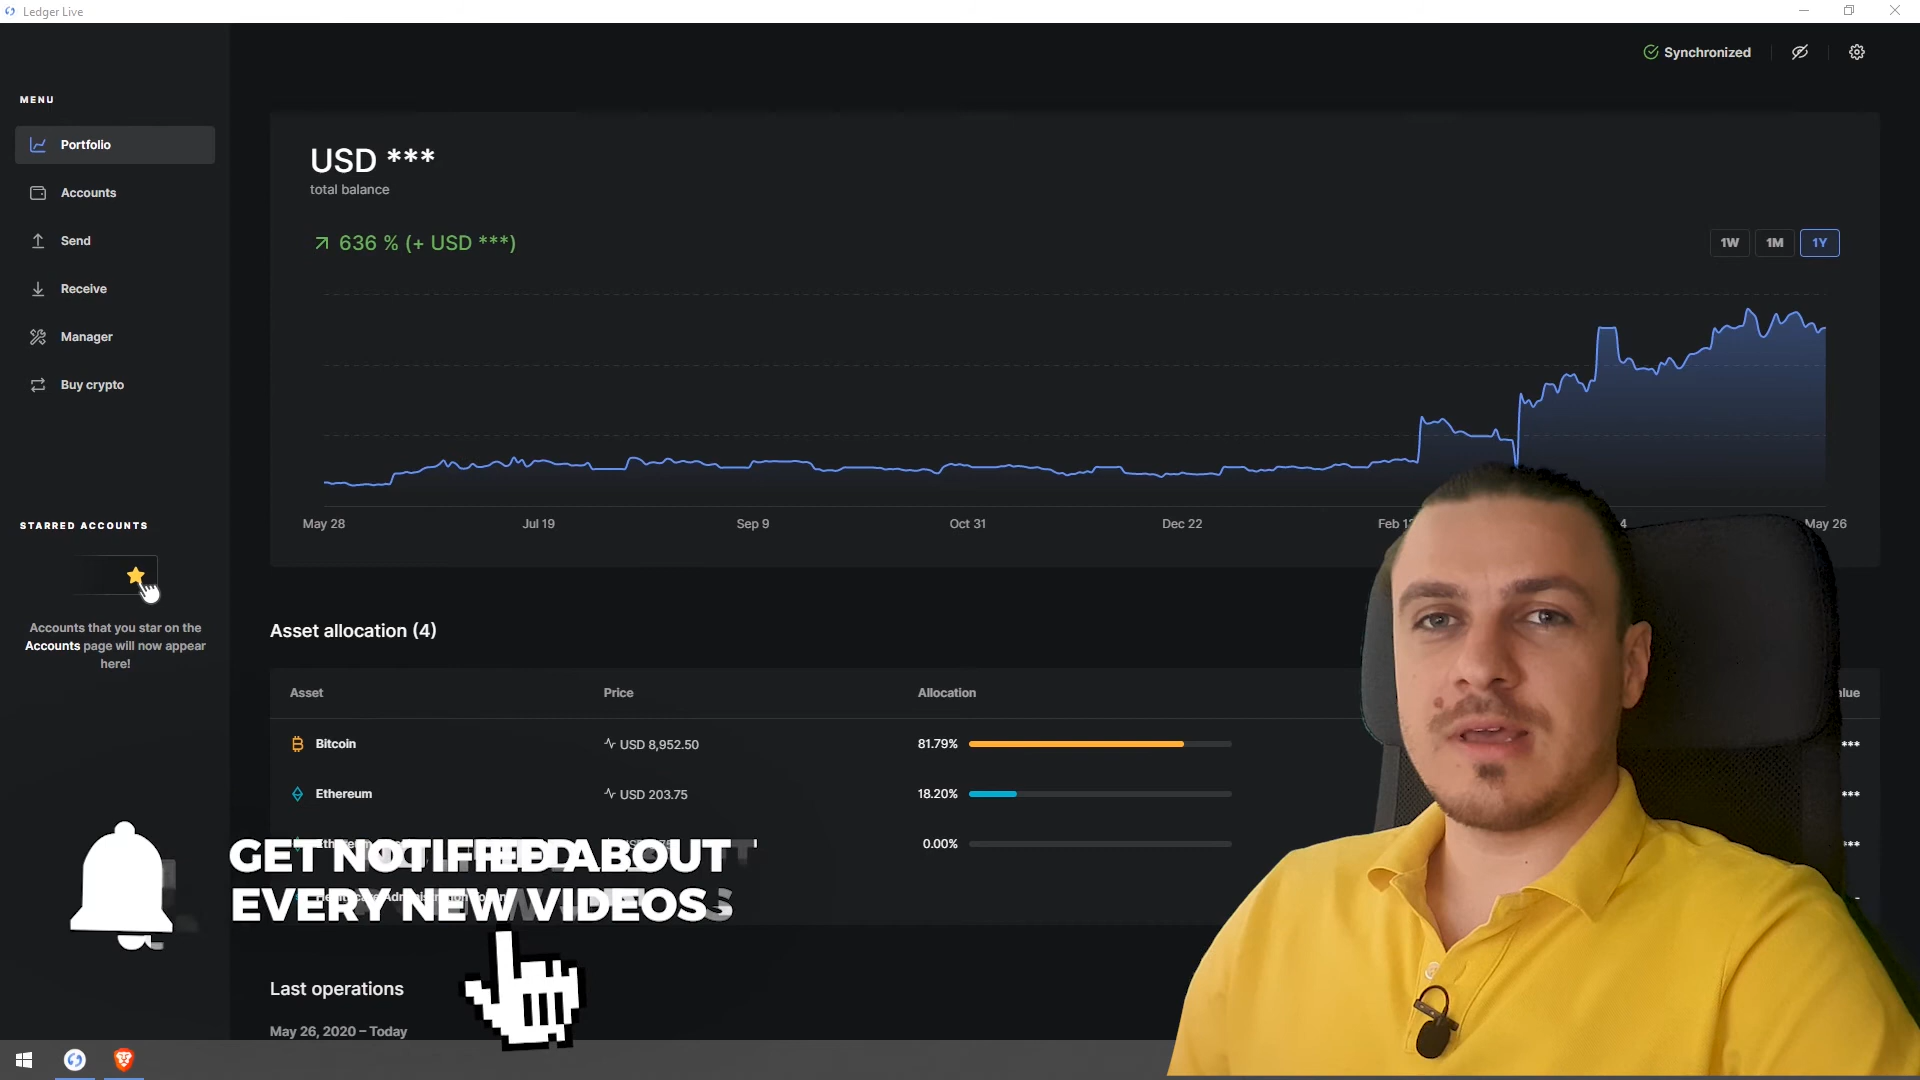 Ledger Live
Synchronized
MENU
Portfolio
Accounts
Send
Receive
Manager
Buy crypto
STARRED ACCOUNTS
Accounts that you star on the
Accounts page will now appear
here!
USD ***
total balance
636 % (+ USD ***)
1W 1M 1Y
May 28 Jul 19 Sep 9 Oct 31 Dec 22 Feb 4 May 26
Asset allocation (4)
Asset Price Allocation
Bitcoin USD 8,952.50 81.79% ***
Ethereum USD 203.75 18.20% ***
0.00% ***
GET NOTIFIED ABOUT
EVERY NEW VIDEOS
Last operations
May 26, 2020 – Today